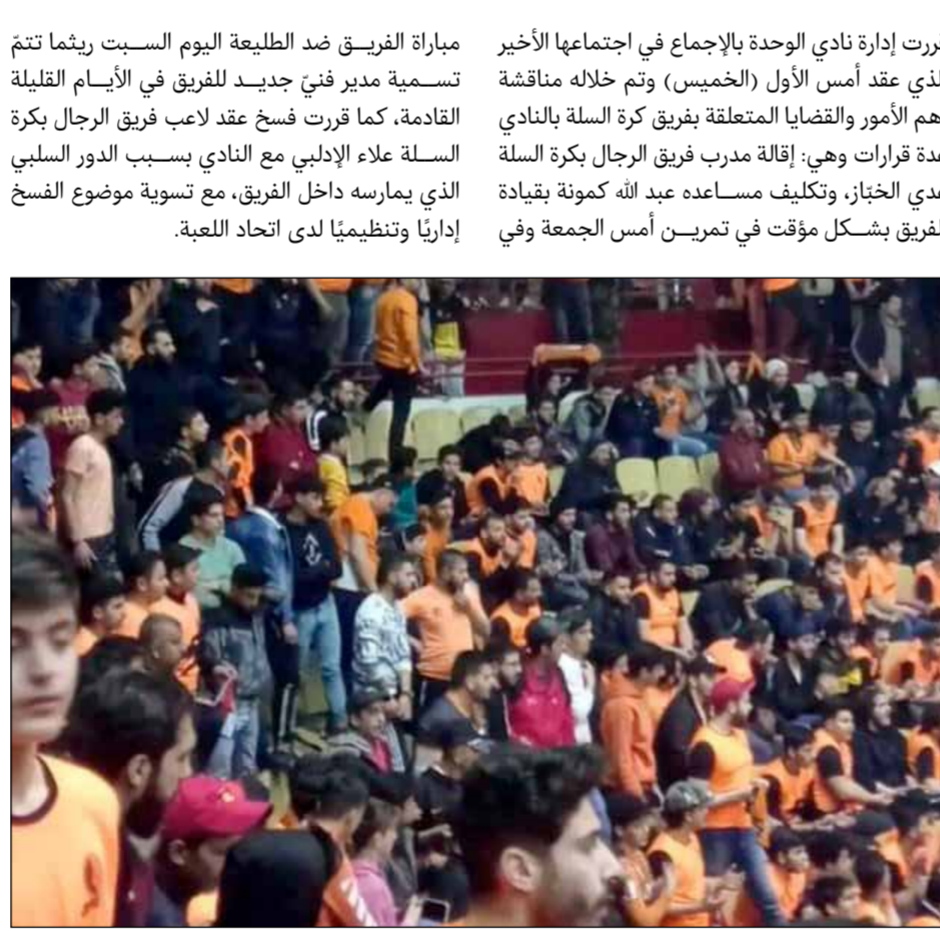 قررت إدارة نادي الوحدة بالإجماع في اجتماعها الأخير
لذي عقد أمس الأول (الخميس) وتم خلاله مناقشة
هم الأمور والقضايا المتعلقة بفريق كرة السلة بالنادي
عدة قرارات وهي: إقالة مدرب فريق الرجال بكرة السلة
الخبّاز، وتكليف مساعده عبد الله كمونة بقيادة
لفريق بشكل مؤقت في تمرين أمس الجمعة وفي
مباراة الفريق ضد الطليعة اليوم السبت ريثما تتمّ
تسمية مدير فنيّ جديد للفريق في الأيام القليلة
القادمة، كما قررت فسخ عقد لاعب فريق الرجال بكرة
السلة علاء الإدلبي مع النادي بسبب الدور السلبي
الذي يمارسه داخل الفريق، مع تسوية موضوع الفسخ
إداريًا وتنظيميًا لدى اتحاد اللعبة.